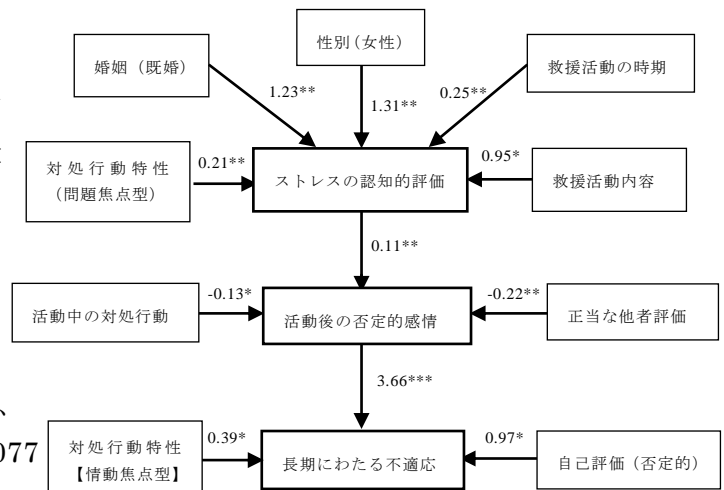 性別(女性)
婚姻（既婚）
救援活動の時期
1.23**
1.31**
0.25**
対処行動特性
(問題焦点型）
0.21**
ストレスの認知的評価
0.95*
救援活動内容
0.11**
活動中の対処行動
-0.13*
活動後の否定的感情
-0.22**
正当な他者評価
3.66***
、
077
対処行動特性
【情動焦点型】
0.39*
長期にわたる不適応
0.97*
自己評価（否定的）